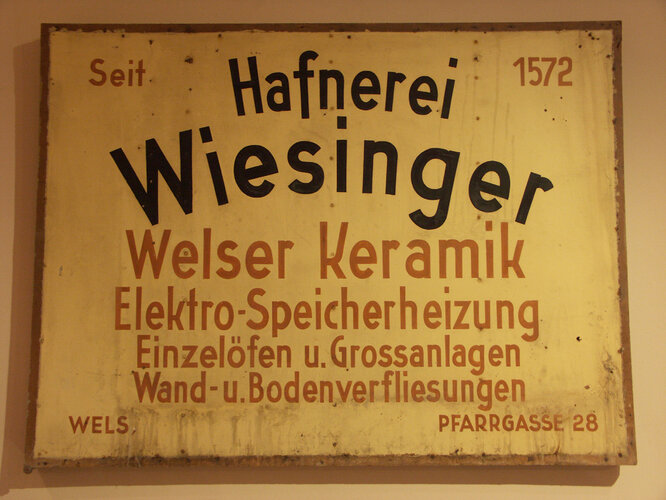 Seit 1572
Hafnerei
Wiesinger
Welser Keramik
Elektro-Speicherheizung
Einzelöfen u. Grossanlagen
Wand- u. Bodenverfliesungen
WELS, PFARRGASSE 28